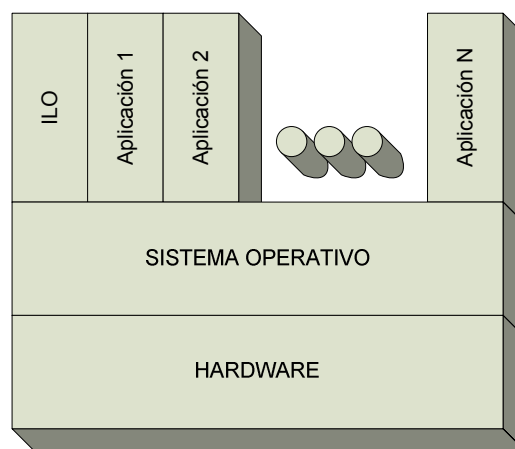 ILO
Aplicación 1
Aplicación 2
Aplicación N
SISTEMA OPERATIVO
HARDWARE